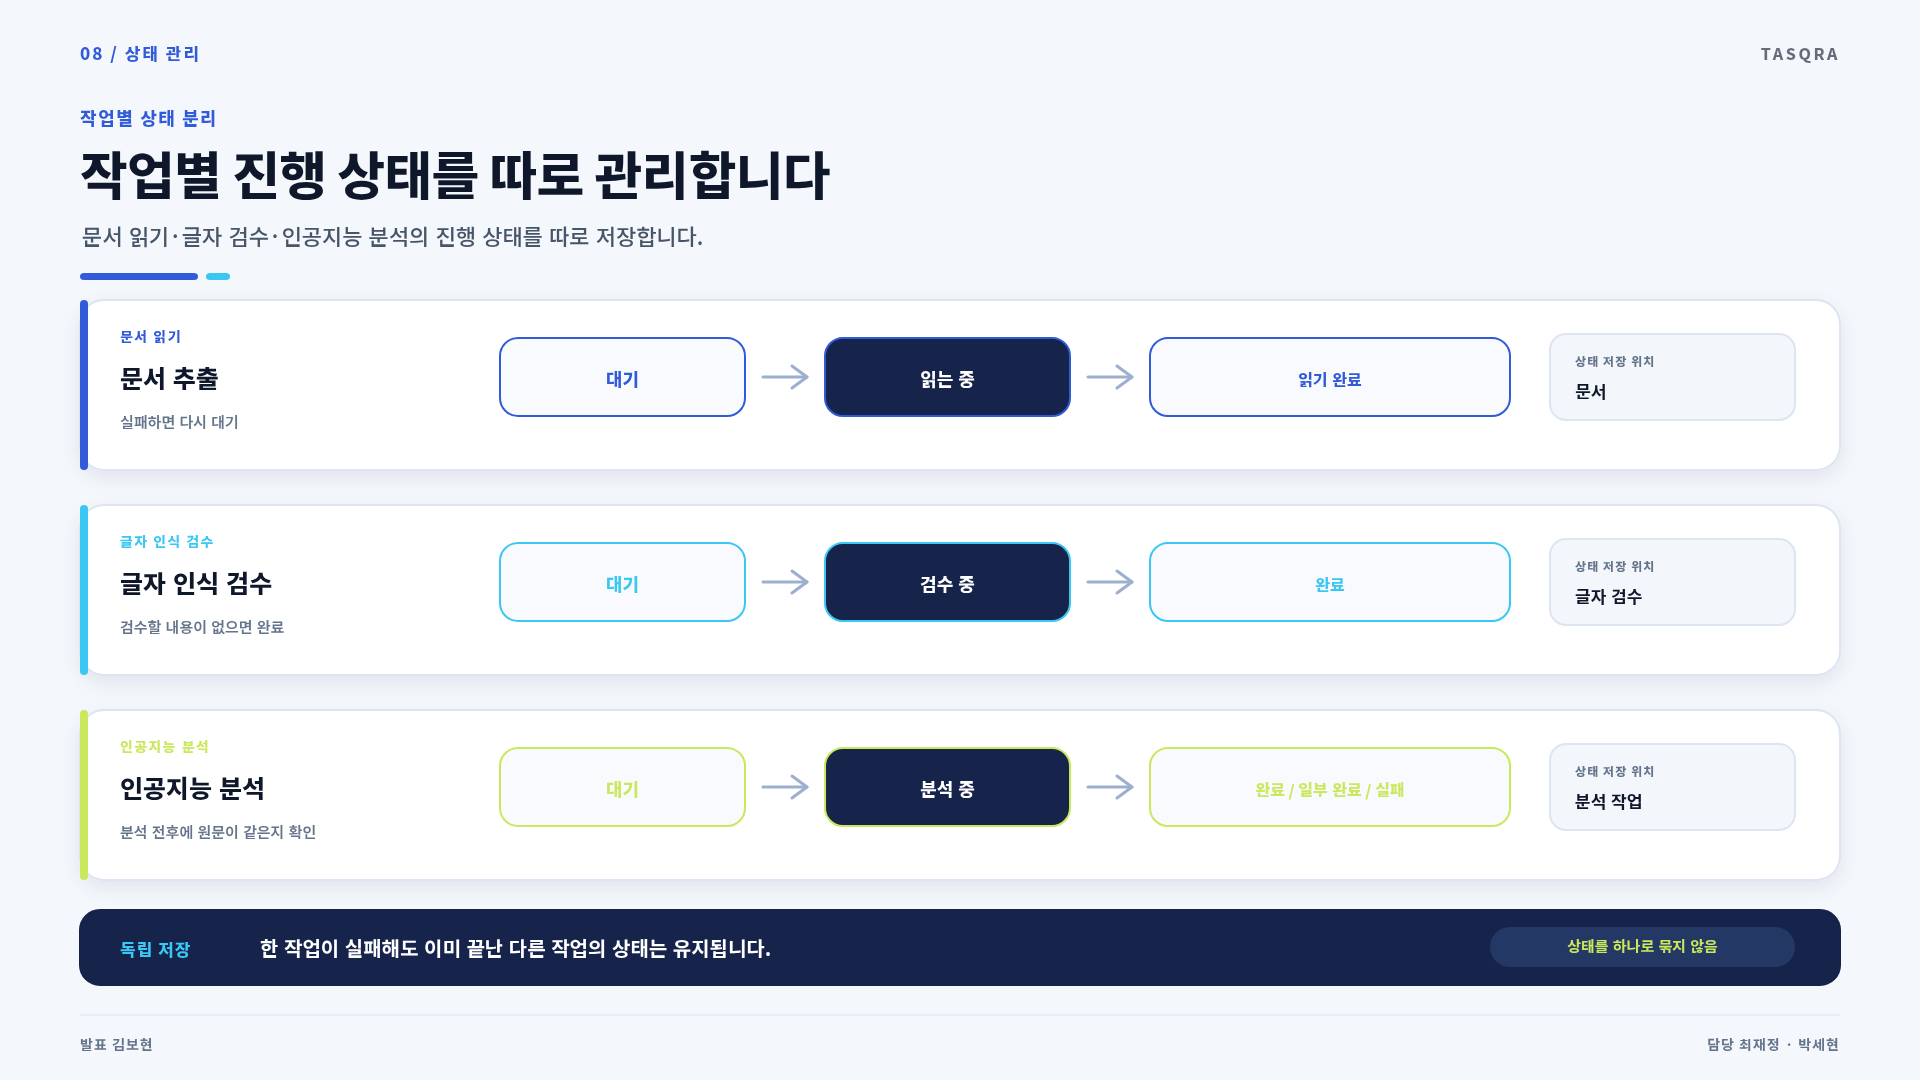 08 / 상태 관리
TASQRA
작업별 상태 분리
작업별 진행 상태를 따로 관리합니다
문서 읽기·글자 검수·인공지능 분석의 진행 상태를 따로 저장합니다.
문서 읽기
문서 추출
실패하면 다시 대기
대기
읽는 중
읽기 완료
상태 저장 위치
문서
글자 인식 검수
글자 인식 검수
검수할 내용이 없으면 완료
대기
검수 중
완료
상태 저장 위치
글자 검수
인공지능 분석
인공지능 분석
분석 전후에 원문이 같은지 확인
대기
분석 중
완료 / 일부 완료 / 실패
상태 저장 위치
분석 작업
독립 저장
한 작업이 실패해도 이미 끝난 다른 작업의 상태는 유지됩니다.
상태를 하나로 묶지 않음
발표 김보현
담당 최재정 · 박세현